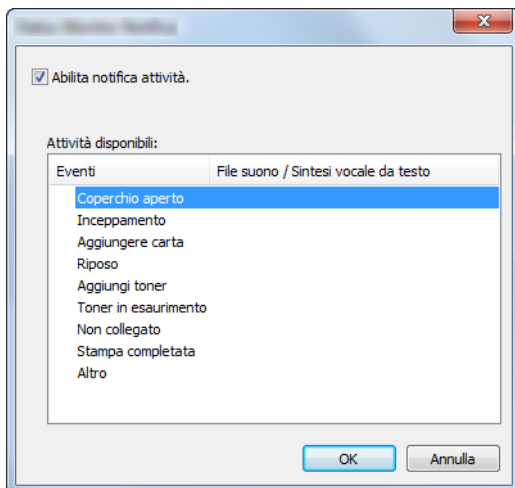 Abilita notifica attività.
Attività disponibili:
Eventi File suono / Sintesi vocale da testo
Coperchio aperto
Inceppamento
Aggiungere carta
Riposo
Aggiungi toner
Toner in esaurimento
Non collegato
Stampa completata
Altro
OK Annulla